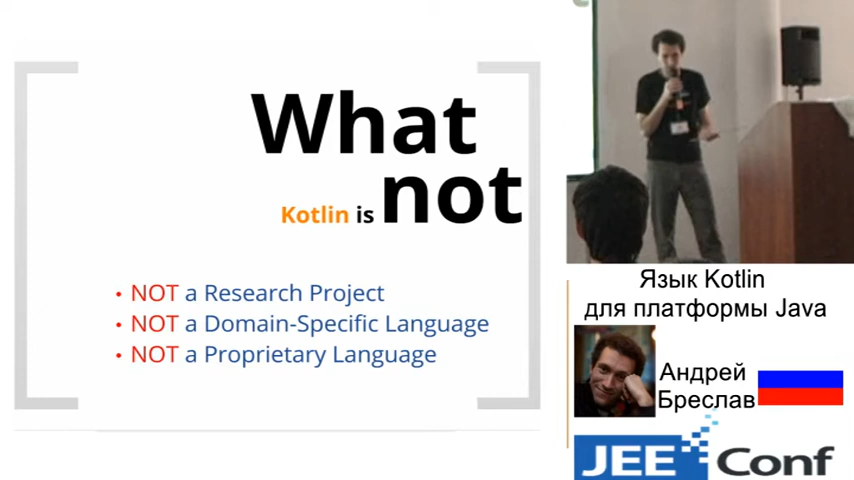 What
Kotlin is not
• NOT a Research Project
• NOT a Domain-Specific Language
• NOT a Proprietary Language
Язык Kotlin
для платформы Java
Андрей
Бреслав
JEE Conf